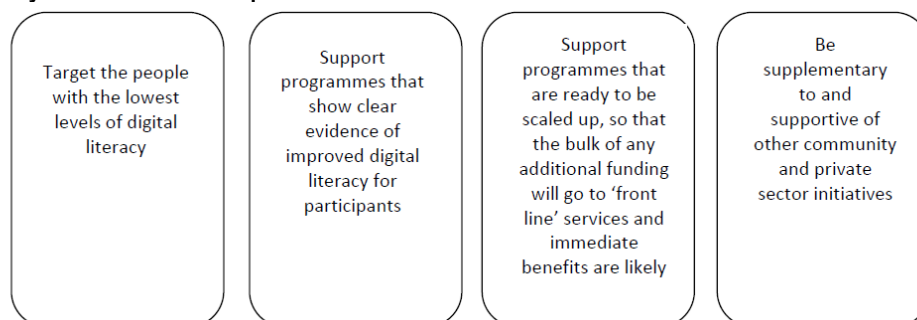 Target the people
with the lowest
levels of digital
literacy
Support
programmes that
show clear
evidence of
improved digital
literacy for
participants
Support
programmes that
are ready to be
scaled up, so that
the bulk of any
additional funding
will go to ‘front
line’ services and
immediate
benefits are likely
Be
supplementary
to and
supportive of
other community
and private
sector initiatives